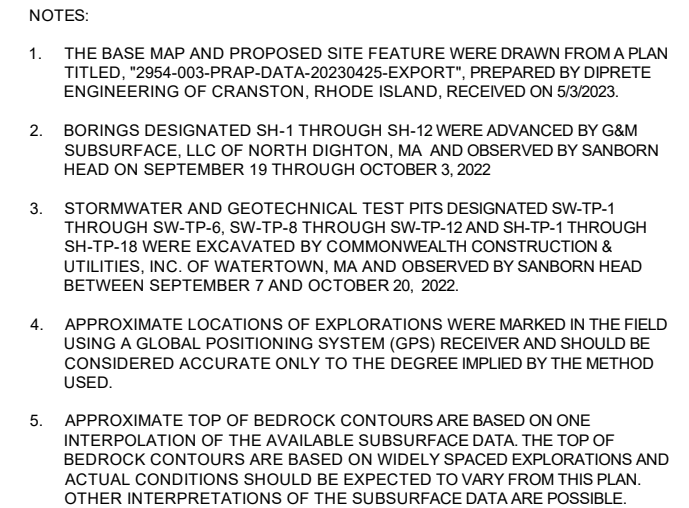 NOTES:
1. THE BASE MAP AND PROPOSED SITE FEATURE WERE DRAWN FROM A PLAN
TITLED, "2954-003-PRAP-DATA-20230425-EXPORT", PREPARED BY DIPRETE
ENGINEERING OF CRANSTON, RHODE ISLAND, RECEIVED ON 5/3/2023.
2. BORINGS DESIGNATED SH-1 THROUGH SH-12 WERE ADVANCED BY G&M
SUBSURFACE, LLC OF NORTH DIGHTON, MA AND OBSERVED BY SANBORN
HEAD ON SEPTEMBER 19 THROUGH OCTOBER 3, 2022
3. STORMWATER AND GEOTECHNICAL TEST PITS DESIGNATED SW-TP-1
THROUGH SW-TP-6, SW-TP-8 THROUGH SW-TP-12 AND SH-TP-1 THROUGH
SH-TP-18 WERE EXCAVATED BY COMMONWEALTH CONSTRUCTION &
UTILITIES, INC. OF WATERTOWN, MA AND OBSERVED BY SANBORN HEAD
BETWEEN SEPTEMBER 7 AND OCTOBER 20, 2022.
4. APPROXIMATE LOCATIONS OF EXPLORATIONS WERE MARKED IN THE FIELD
USING A GLOBAL POSITIONING SYSTEM (GPS) RECEIVER AND SHOULD BE
CONSIDERED ACCURATE ONLY TO THE DEGREE IMPLIED BY THE METHOD
USED.
5. APPROXIMATE TOP OF BEDROCK CONTOURS ARE BASED ON ONE
INTERPOLATION OF THE AVAILABLE SUBSURFACE DATA. THE TOP OF
BEDROCK CONTOURS ARE BASED ON WIDELY SPACED EXPLORATIONS AND
ACTUAL CONDITIONS SHOULD BE EXPECTED TO VARY FROM THIS PLAN.
OTHER INTERPRETATIONS OF THE SUBSURFACE DATA ARE POSSIBLE.